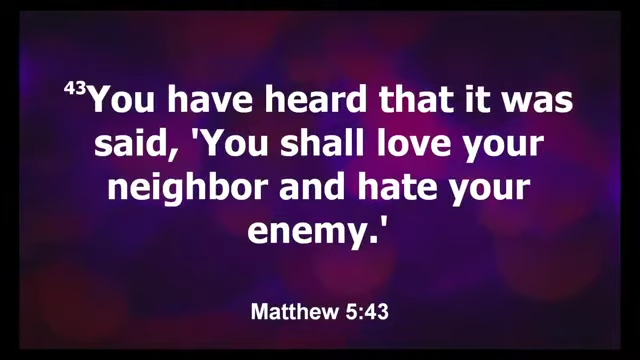 43You have heard that it was
said, 'You shall love your
neighbor and hate your
enemy.'
Matthew 5:43